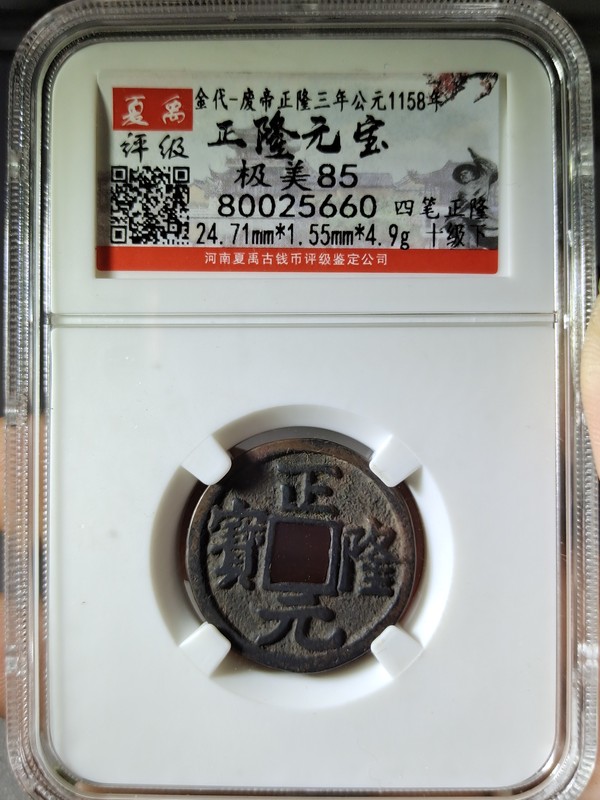 夏禹
评级
金代-废帝正隆三年公元1158年
正隆元宝
极美85
80025660 四笔正隆
24.71mm*1.55mm*4.9g 十级下
河南夏禹古钱币评级鉴定公司
正隆元寶